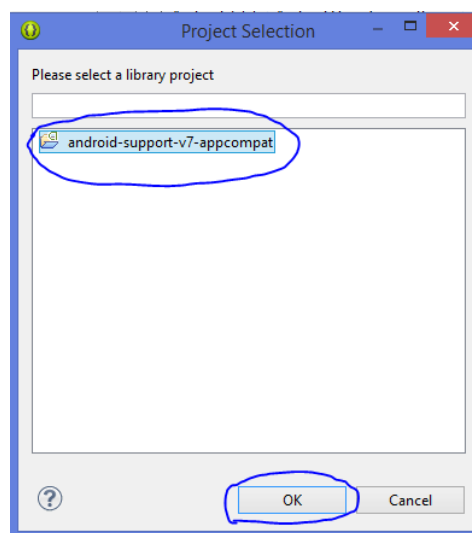 Project Selection
Please select a library project
android-support-v7-appcompat
OK
Cancel